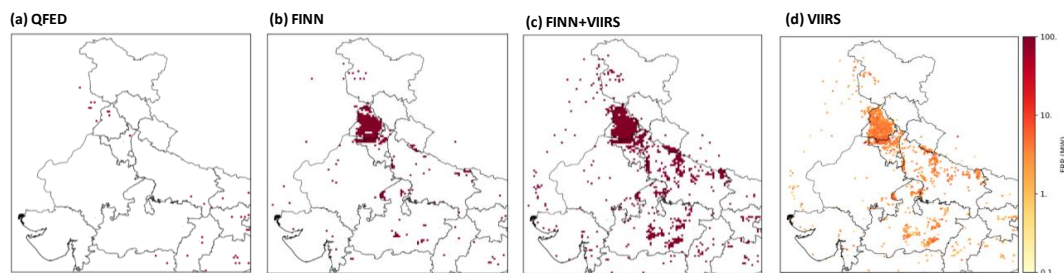 (a) QFED
(b) FINN
(c) FINN+VIIRS
(d) VIIRS
100.
10.
1.
0.1
FRP (MW)